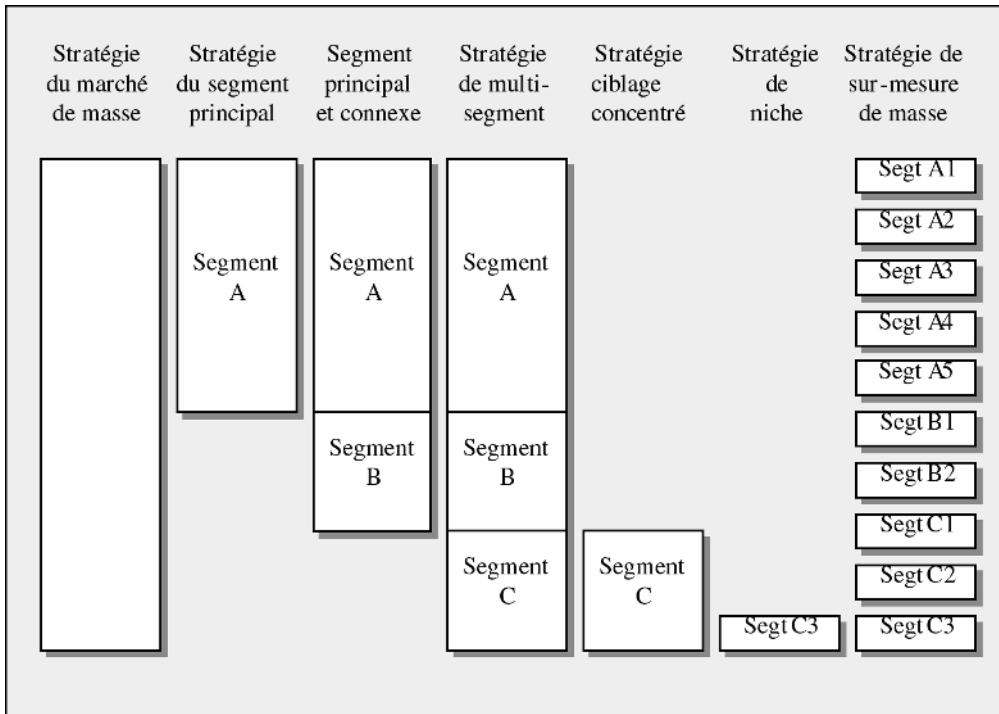 Stratégie
du marché
de masse
Stratégie
du segment
principal
Segment
principal
et connexe
Stratégie
de multi-
segment
Stratégie
ciblage
concentré
Stratégie
de
niche
Stratégie de
sur-mesure
de masse
Segment
A
Segment
A
Segment
B
Segment
A
Segment
B
Segment
C
Segment
C
Segt C3
Segt A1
Segt A2
Segt A3
Segt A4
Segt A5
Segt B1
Segt B2
Segt C1
Segt C2
Segt C3